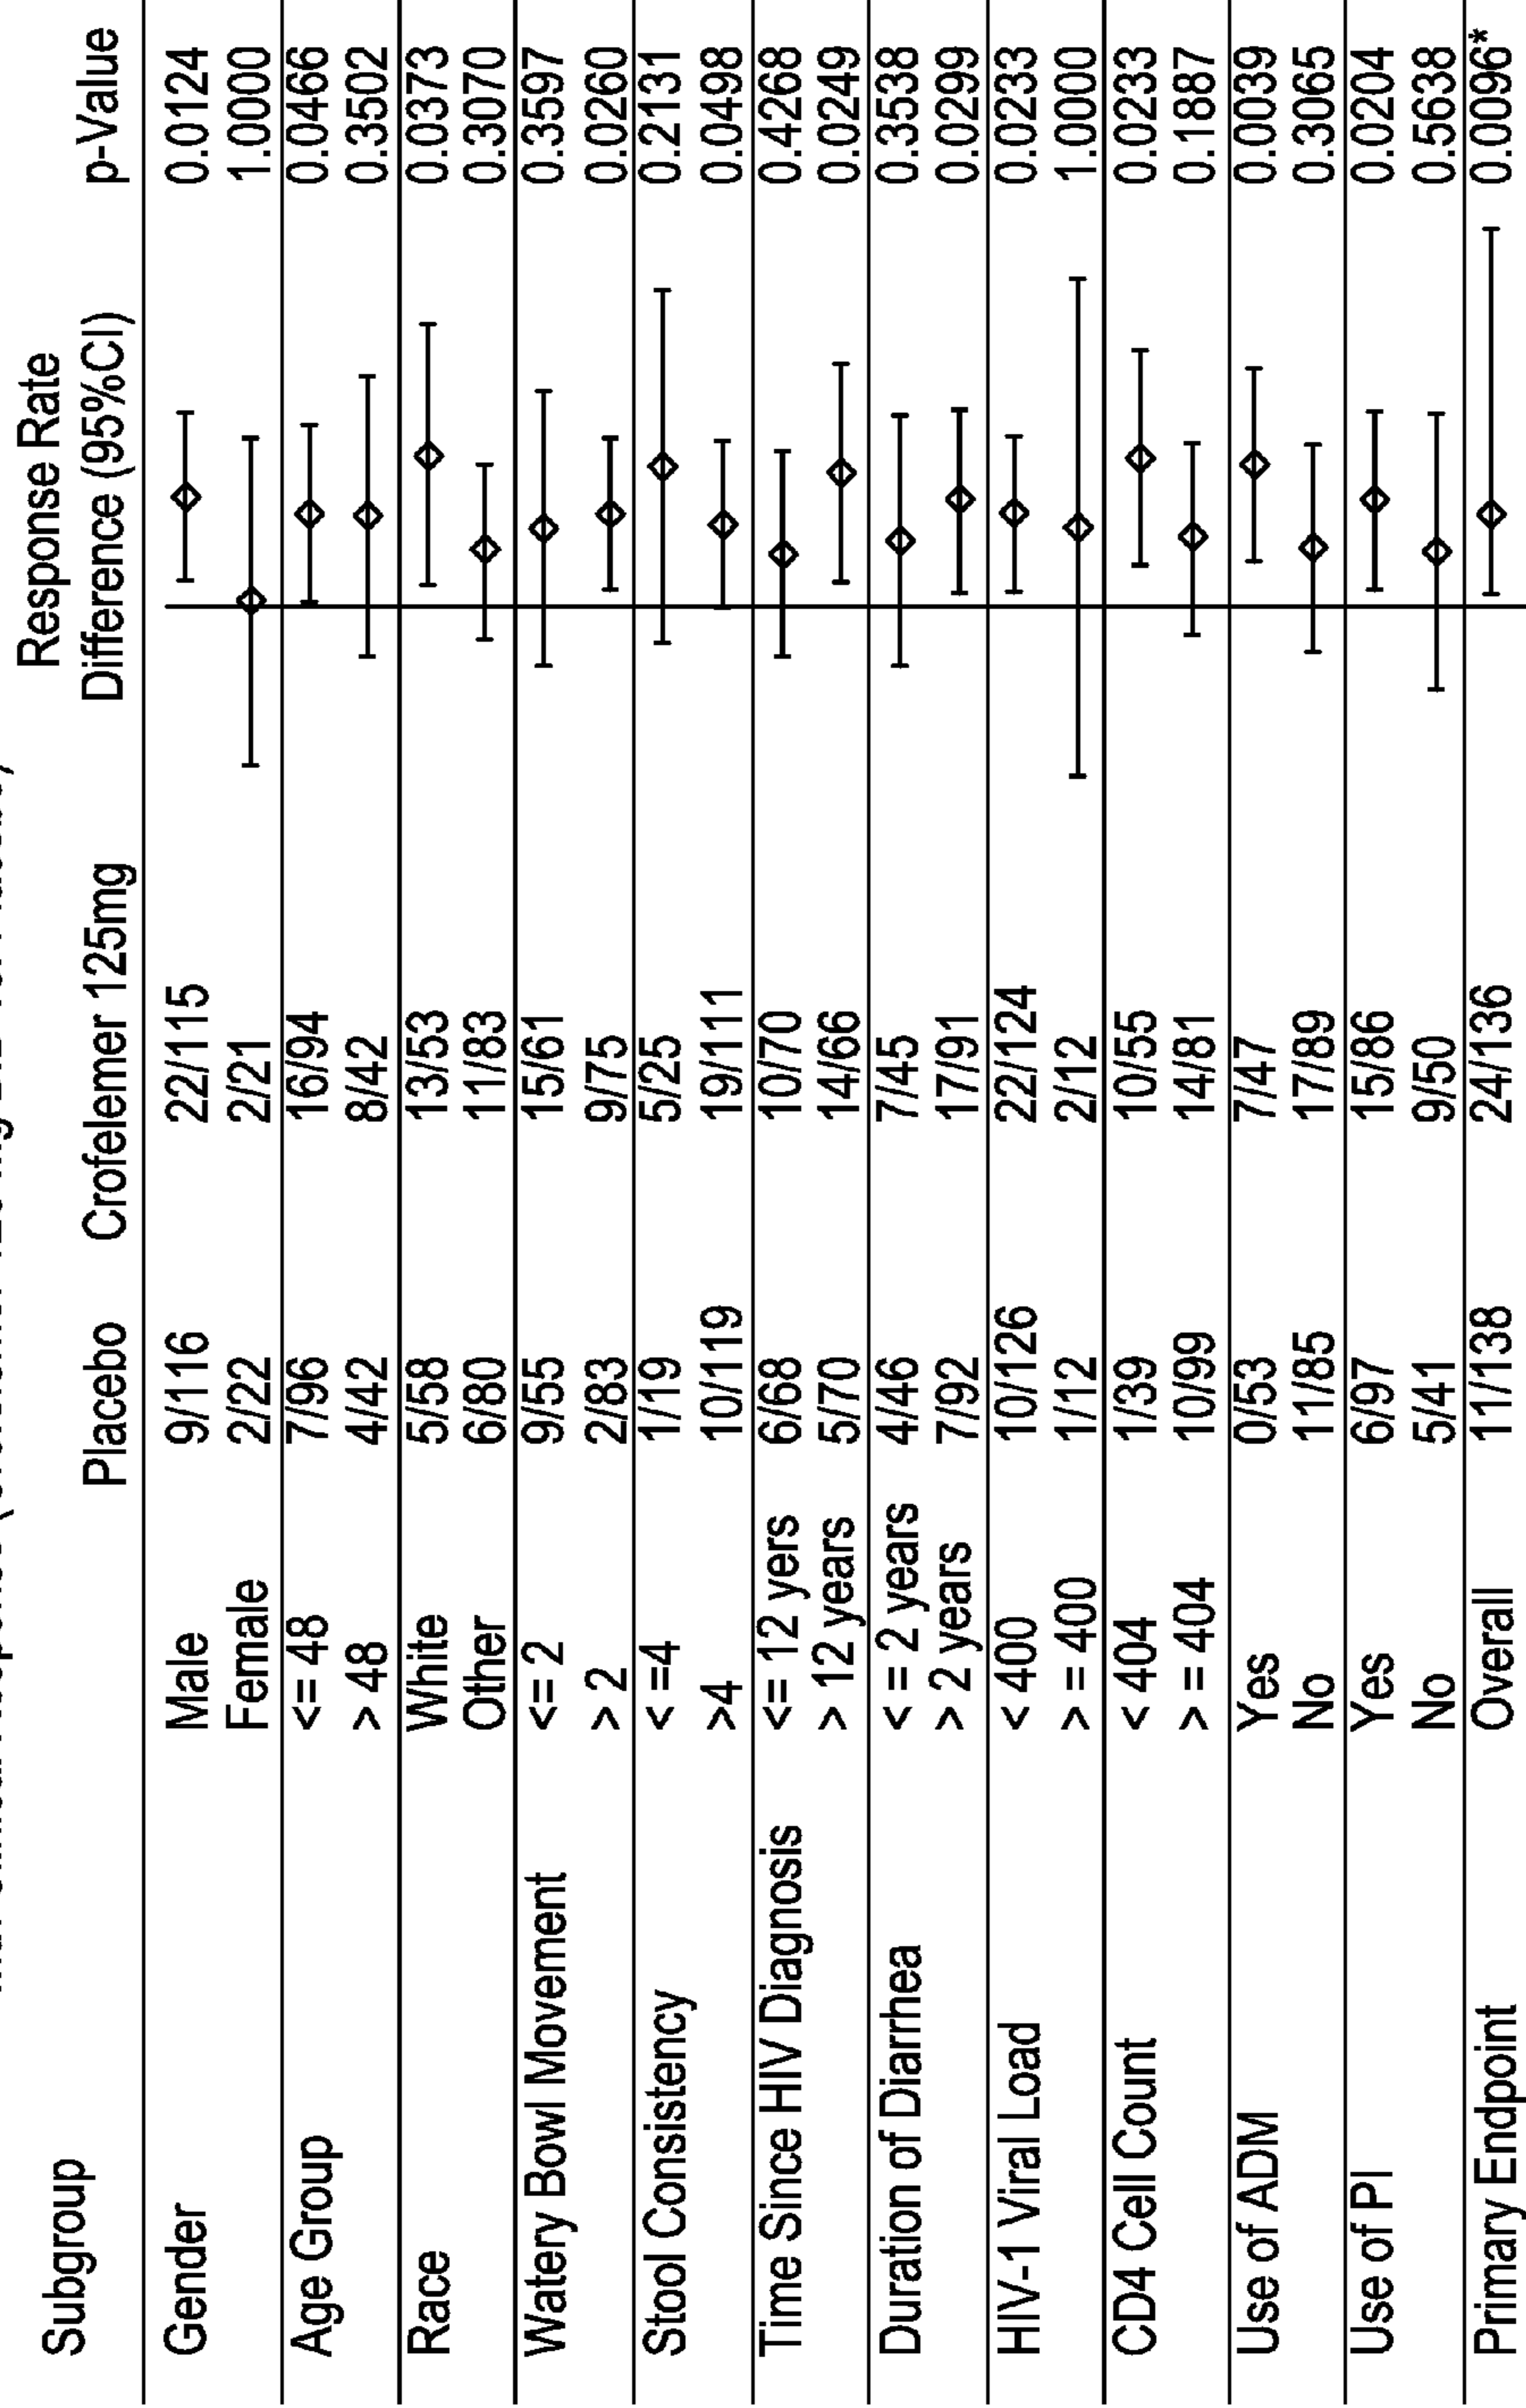 Response Rate
Subgroup Placebo Crofelemer 125mg Difference (95%CI) p-Value
Gender Male 9/116 22/115 0.0124
Female 2/22 2/21 1.0000
Age Group <= 48 7/96 16/94 0.0466
> 48 4/42 8/42 0.3502
Race White 5/58 13/53 0.0373
Other 6/80 11/83 0.3070
Watery Bowl Movement <= 2 9/55 15/61 0.3597
> 2 2/83 9/75 0.0260
Stool Consistency < =4 1/19 5/25 0.2131
>4 10/119 19/111 0.0498
Time Since HIV Diagnosis <= 12 yers 6/68 10/70 0.4268
> 12 years 5/70 14/66 0.0249
Duration of Diarrhea < = 2 years 4/46 7/45 0.3538
> 2 years 7/92 17/91 0.0299
HIV-1 Viral Load < 400 10/126 22/124 0.0233
> = 400 1/12 2/12 1.0000
CD4 Cell Count < 404 1/39 10/55 0.0233
> = 404 10/99 14/81 0.1887
Use of ADM Yes 0/53 7/47 0.0039
No 11/85 17/89 0.3065
Use of PI Yes 6/97 15/86 0.0204
No 5/41 9/50 0.5638
Primary Endpoint Overall 11/138 24/136 0.0096*